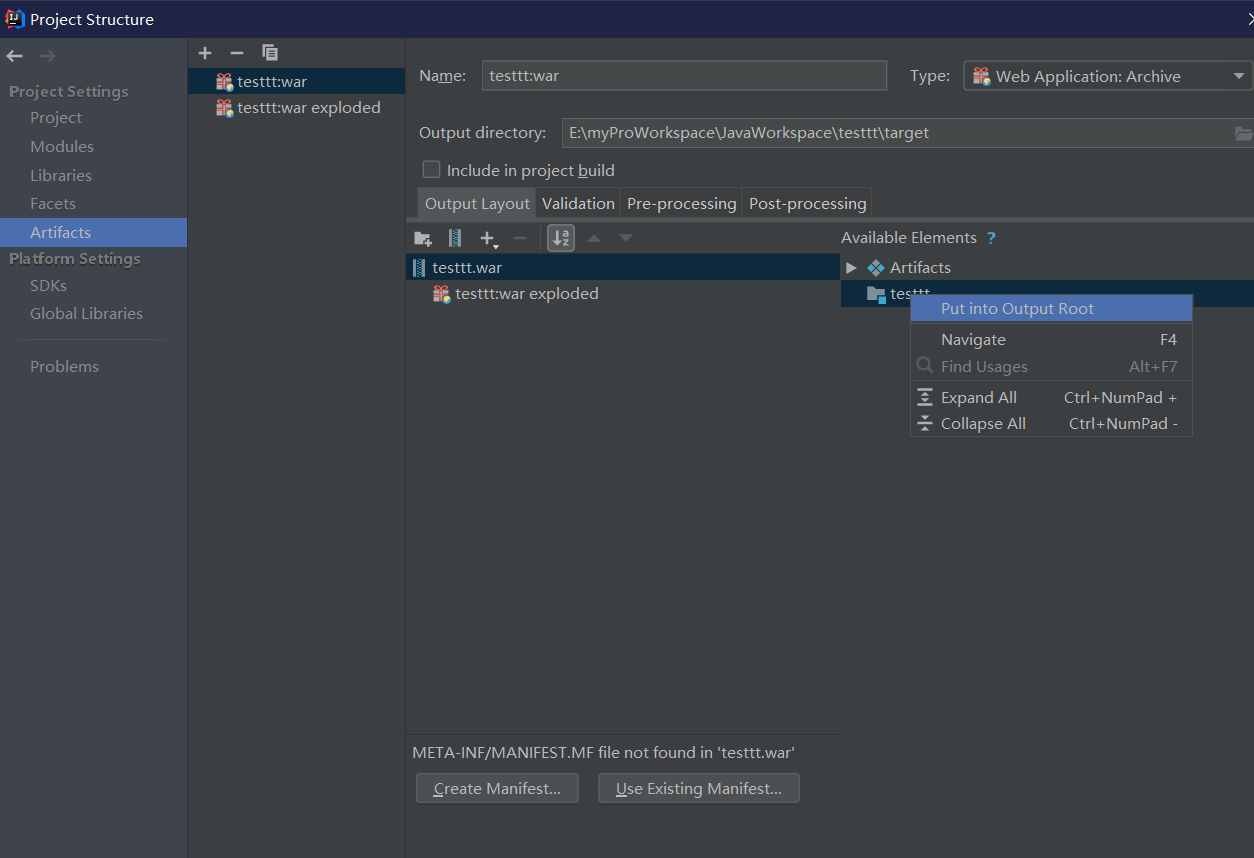 Project Structure
Project Settings
Project
Modules
Libraries
Facets
Artifacts
Platform Settings
SDKs
Global Libraries
Problems
testtt:war
testtt:war exploded
Name: testtt:war Type: Web Application: Archive
Output directory: E:\myProWorkspace\JavaWorkspace\testtt\target
Include in project build
Output Layout Validation Pre-processing Post-processing
Available Elements ?
testtt.war
testtt:war exploded
Artifacts
testtt
Put into Output Root
Navigate F4
Find Usages Alt+F7
Expand All Ctrl+NumPad +
Collapse All Ctrl+NumPad -
META-INF/MANIFEST.MF file not found in 'testtt.war'
Create Manifest... Use Existing Manifest...